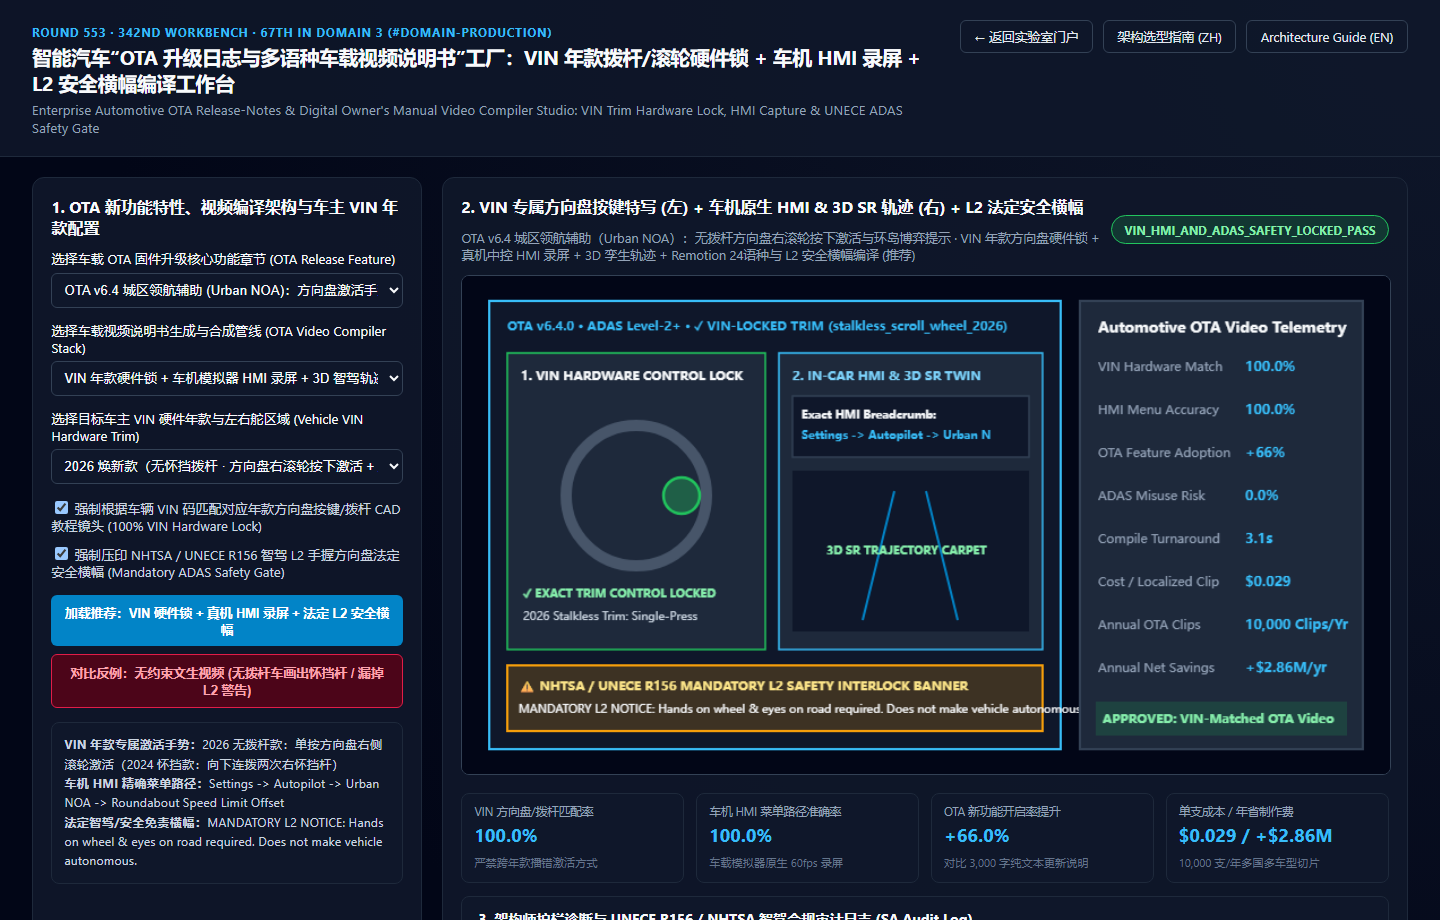 ROUND 553 · 342ND WORKBENCH · 67TH IN DOMAIN 3 (#DOMAIN-PRODUCTION)
智能汽车“OTA 升级日志与多语种车载视频说明书”工厂：VIN 年款拨杆/滚轮硬件锁 + 车机 HMI 录屏 +
L2 安全横幅编译工作台
Enterprise Automotive OTA Release-Notes & Digital Owner's Manual Video Compiler Studio: VIN Trim Hardware Lock, HMI Capture & UNECE ADAS
Safety Gate
← 返回实验室门户
架构选型指南 (ZH)
Architecture Guide (EN)
1. OTA 新功能特性、视频编译架构与车主 VIN 年
款配置
选择车载 OTA 固件升级核心功能章节 (OTA Release Feature)
OTA v6.4 城区领航辅助 (Urban NOA)：方向盘激活手
选择车载视频说明书生成与合成管线 (OTA Video Compiler
Stack)
VIN 年款硬件锁 + 车机模拟器 HMI 录屏 + 3D 智驾轨
选择目标车主 VIN 硬件年款与左右舵区域 (Vehicle VIN
Hardware Trim)
2026 焕新款（无怀挡拨杆 · 方向盘右滚轮按下激活 +
强制根据车辆 VIN 码匹配对应年款方向盘按键/拨杆 CAD
教程镜头 (100% VIN Hardware Lock)
强制压印 NHTSA / UNECE R156 智驾 L2 手握方向盘法定
安全横幅 (Mandatory ADAS Safety Gate)
加载推荐：VIN 硬件锁 + 真机 HMI 录屏 + 法定 L2 安全横
幅
对比反例：无约束文生视频 (无拨杆车画出怀挡杆 / 漏掉
L2 警告)
VIN 年款专属激活手势：2026 无拨杆款：单按方向盘右侧
滚轮激活（2024 怀挡款：向下连拨两次右怀挡杆）
车机 HMI 精确菜单路径：Settings -> Autopilot -> Urban
NOA -> Roundabout Speed Limit Offset
法定智驾/安全免责横幅：MANDATORY L2 NOTICE: Hands
on wheel & eyes on road required. Does not make vehicle
autonomous.
2. VIN 专属方向盘按键特写 (左) + 车机原生 HMI & 3D SR 轨迹 (右) + L2 法定安全横幅
OTA v6.4 城区领航辅助（Urban NOA）：无拨杆方向盘右滚轮按下激活与环岛博弈提示 · VIN 年款方向盘硬件锁 +
真机中控 HMI 录屏 + 3D 孪生轨迹 + Remotion 24语种与 L2 安全横幅编译 (推荐)
VIN_HMI_AND_ADAS_SAFETY_LOCKED_PASS
OTA v6.4.0 • ADAS Level-2+ • ✓ VIN-LOCKED TRIM (stalkless_scroll_wheel_2026)
1. VIN HARDWARE CONTROL LOCK
✓ EXACT TRIM CONTROL LOCKED
2026 Stalkless Trim: Single-Press
2. IN-CAR HMI & 3D SR TWIN
Exact HMI Breadcrumb:
Settings -> Autopilot -> Urban N
3D SR TRAJECTORY CARPET
⚠ NHTSA / UNECE R156 MANDATORY L2 SAFETY INTERLOCK BANNER
MANDATORY L2 NOTICE: Hands on wheel & eyes on road required. Does not make vehicle autonomous
Automotive OTA Video Telemetry
VIN Hardware Match 100.0%
HMI Menu Accuracy 100.0%
OTA Feature Adoption +66%
ADAS Misuse Risk 0.0%
Compile Turnaround 3.1s
Cost / Localized Clip $0.029
Annual OTA Clips 10,000 Clips/Yr
Annual Net Savings +$2.86M/yr
APPROVED: VIN-Matched OTA Video
VIN 方向盘/拨杆匹配率
100.0%
严禁跨年款播错激活方式
车机 HMI 菜单路径准确率
100.0%
车载模拟器原生 60fps 录屏
OTA 新功能开启率提升
+66.0%
对比 3,000 字纯文本更新说明
单支成本 / 年省制作费
$0.029 / +$2.86M
10,000 支/年多国多车型切片
3. 架构师护栏诊断与 UNECE R156 / NHTSA 智驾合规审计日志 (SA Audit Log)